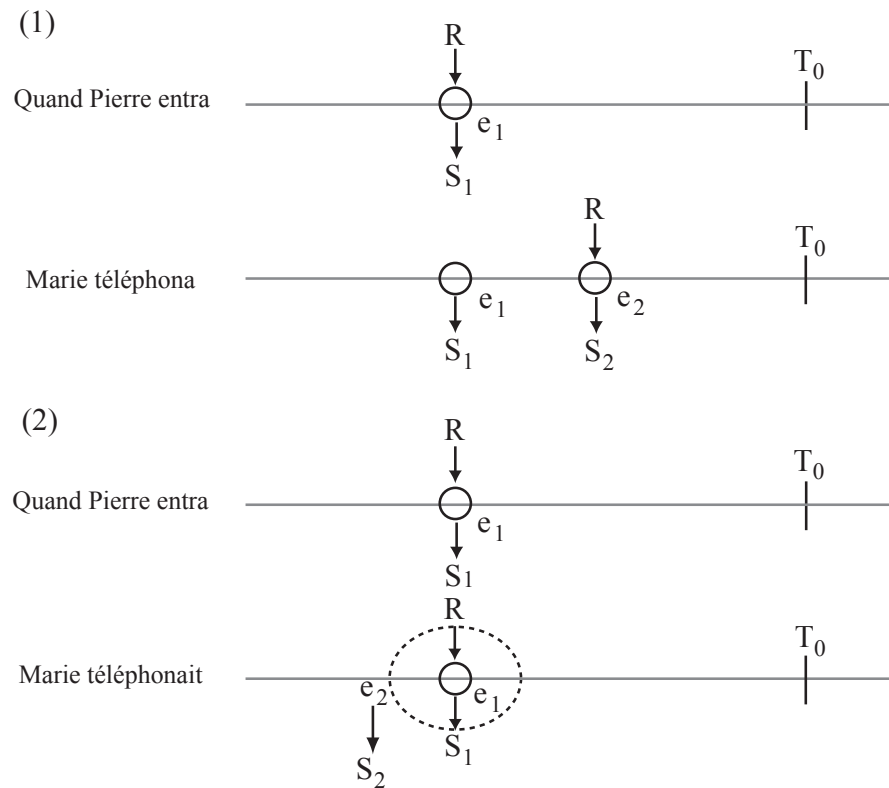 (1)
R
T0
Quand Pierre entra
e1
S1
R
T0
Marie téléphona
e1
e2
S1
S2
(2)
R
T0
Quand Pierre entra
e1
S1
R
T0
Marie téléphonait
e2
e1
S1
S2